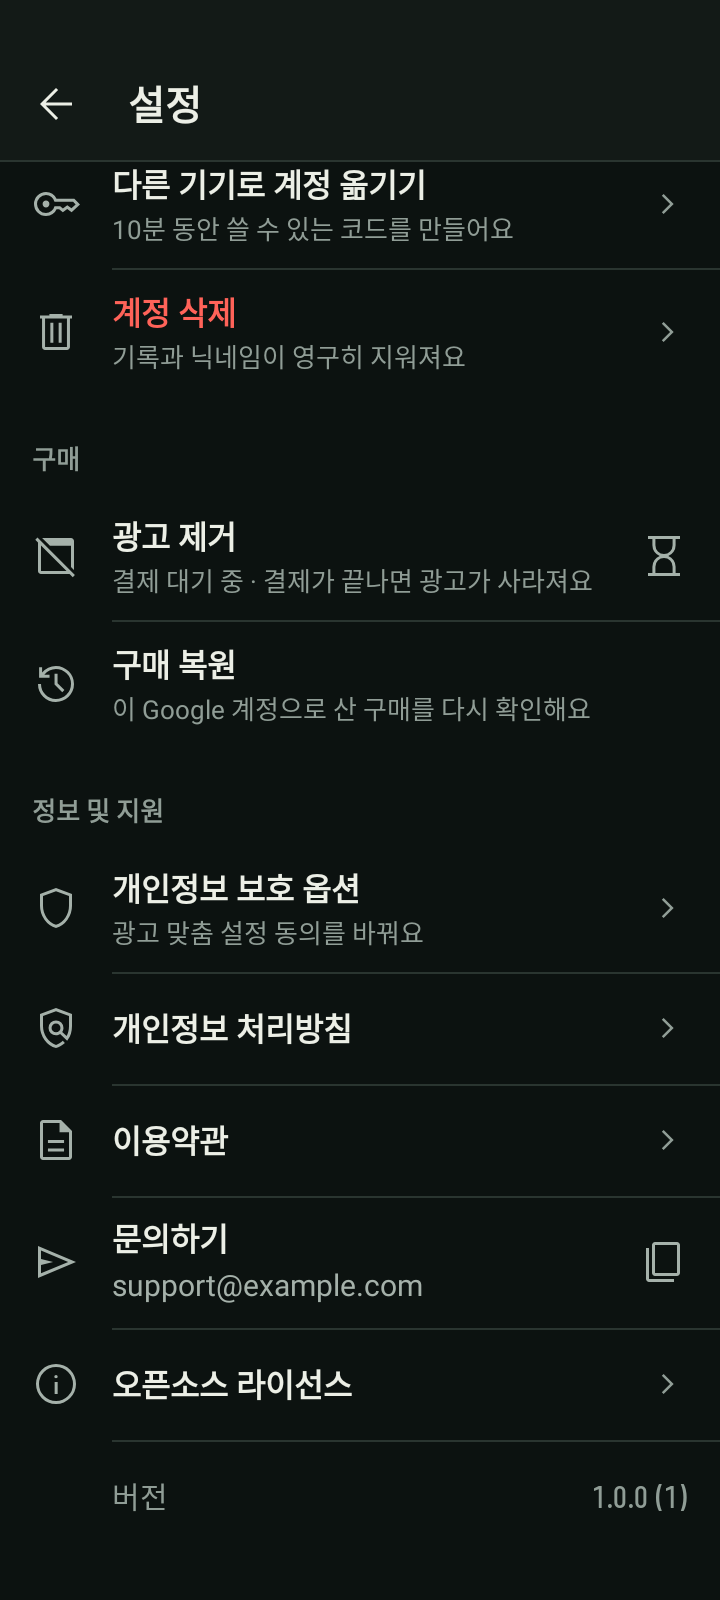 설정
다른 기기로 계정 옮기기
10분 동안 쓸 수 있는 코드를 만들어요
계정 삭제
기록과 닉네임이 영구히 지워져요
구매
광고 제거
결제 대기 중 · 결제가 끝나면 광고가 사라져요
구매 복원
이 Google 계정으로 산 구매를 다시 확인해요
정보 및 지원
개인정보 보호 옵션
광고 맞춤 설정 동의를 바꿔요
개인정보 처리방침
이용약관
문의하기
support@example.com
오픈소스 라이선스
버전 1.0.0 (1)